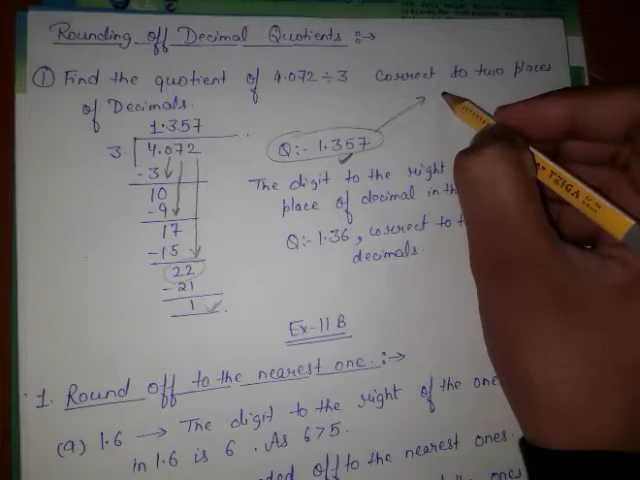 Rounding off Decimal Quotients :→
① Find the quotient of 4.072 ÷ 3 Correct to two places
of Decimals.
1.357
3 4.072
-3
10
-9
17
-15
22
-21
1
Q:- 1.357
The digit to the right
place of decimal in the
Q:- 1.36, correct to
decimals.
Ex-11B
1. Round off to the nearest one :→
(a) 1.6 → The digit to the right of the one
in 1.6 is 6. As 6>5.
off to the nearest ones.
TRIGA